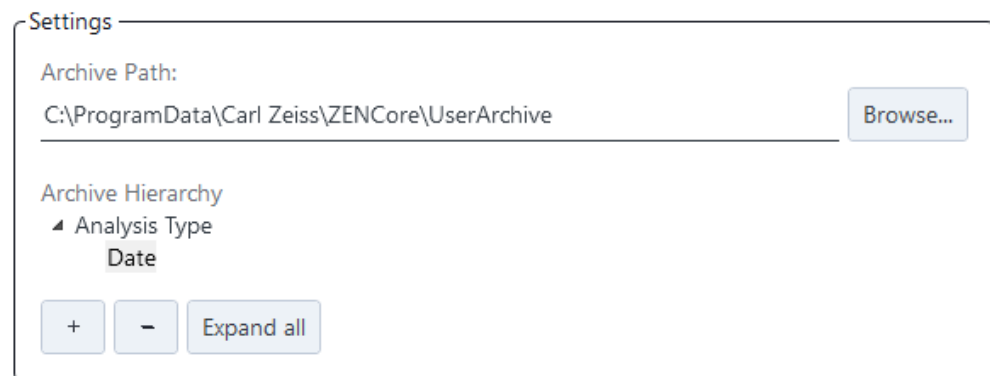 Settings
Archive Path:
C:\ProgramData\Carl Zeiss\ZENCore\UserArchive
Browse...
Archive Hierarchy
Analysis Type
Date
+ - Expand all